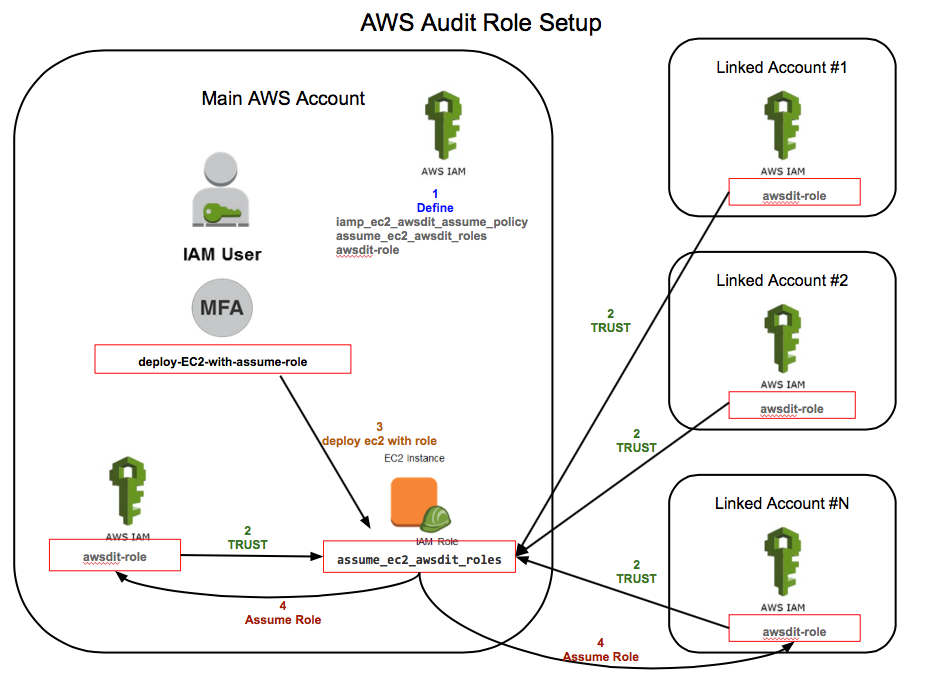 AWS Audit Role Setup
Main AWS Account
AWS IAM
1
Define
iamp_ec2_awsdit_assume_policy
assume_ec2_awsdit_roles
awsdit-role
IAM User
MFA
deploy-EC2-with-assume-role
3
deploy ec2 with role
EC2 Instance
IAM Role
assume_ec2_awsdit_roles
AWS IAM
awsdit-role
2
TRUST
4
Assume Role
Linked Account #1
AWS IAM
awsdit-role
2
TRUST
Linked Account #2
AWS IAM
awsdit-role
2
TRUST
Linked Account #N
AWS IAM
awsdit-role
2
TRUST
4
Assume Role